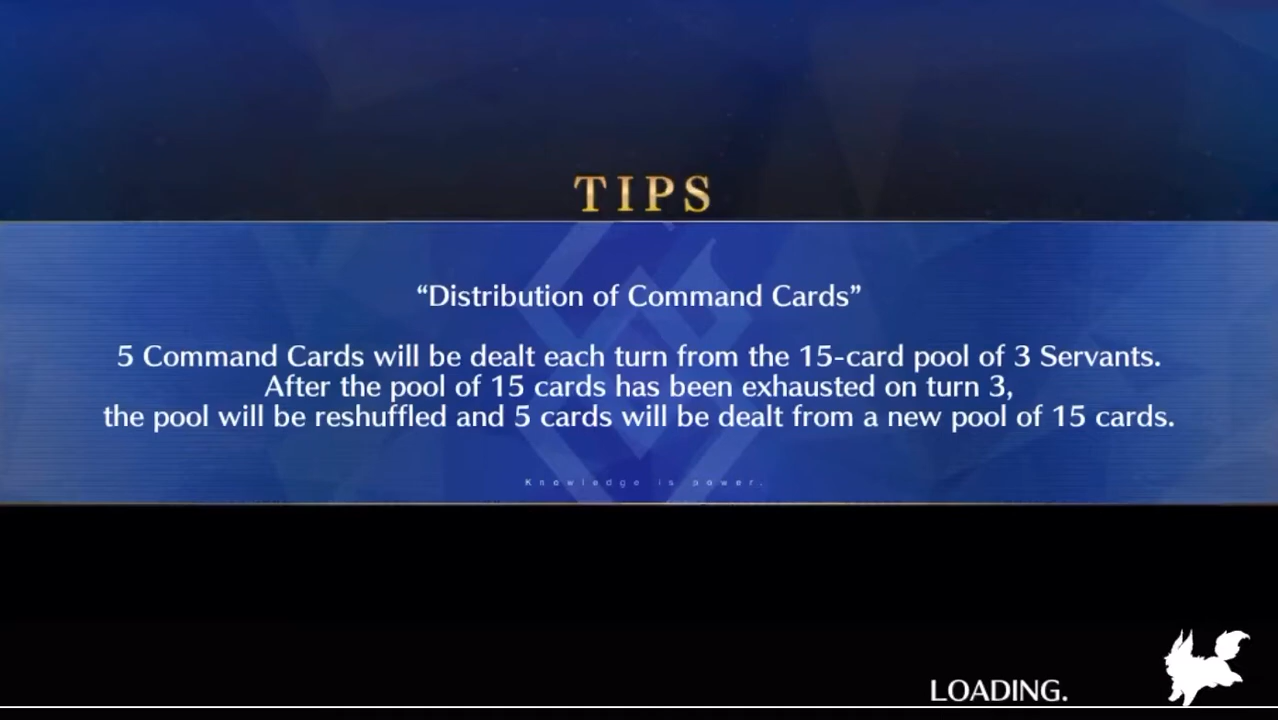 TIPS
“Distribution of Command Cards”
5 Command Cards will be dealt each turn from the 15-card pool of 3 Servants.
After the pool of 15 cards has been exhausted on turn 3,
the pool will be reshuffled and 5 cards will be dealt from a new pool of 15 cards.
Knowledge is power.
LOADING.